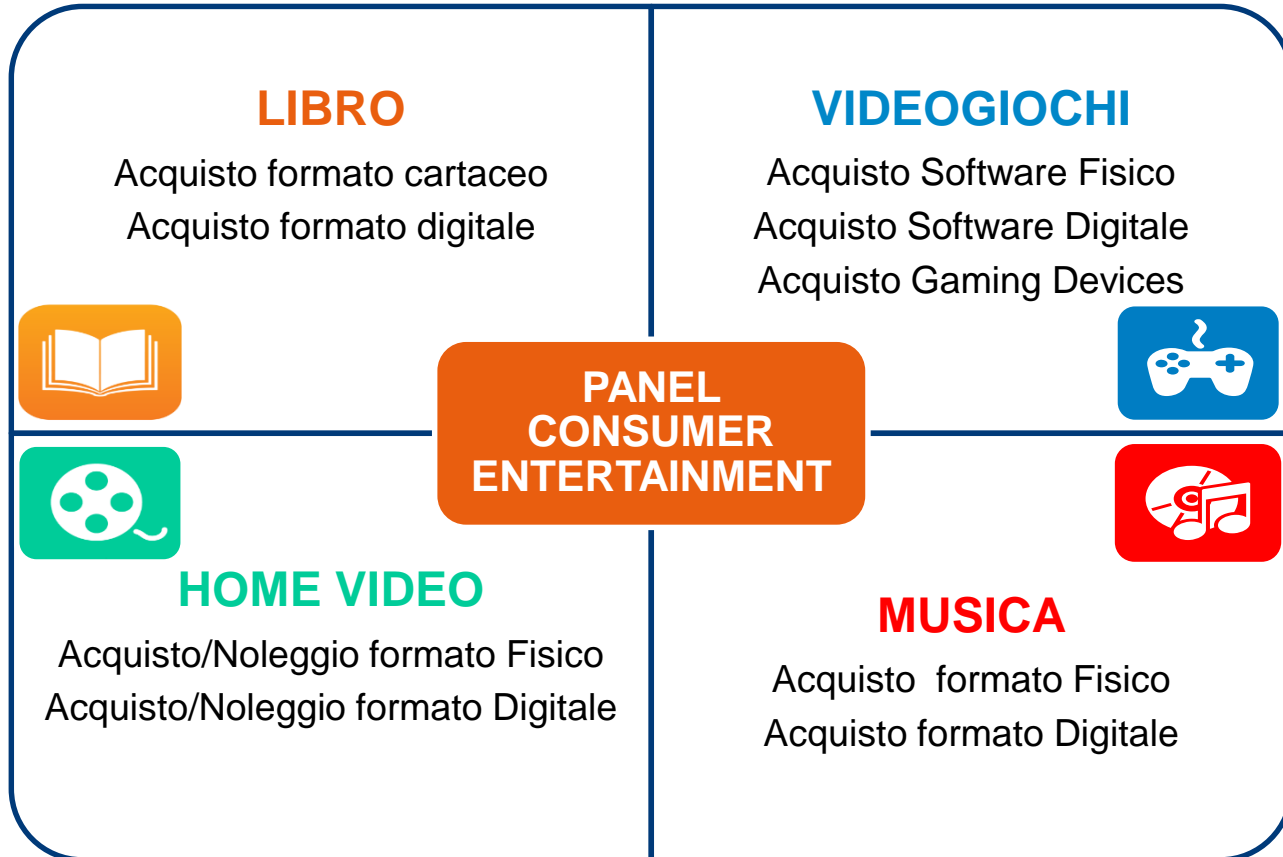 LIBRO
Acquisto formato cartaceo
Acquisto formato digitale
VIDEOGIOCHI
Acquisto Software Fisico
Acquisto Software Digitale
Acquisto Gaming Devices
PANEL
CONSUMER
ENTERTAINMENT
HOME VIDEO
Acquisto/Noleggio formato Fisico
Acquisto/Noleggio formato Digitale
MUSICA
Acquisto  formato Fisico
Acquisto formato Digitale